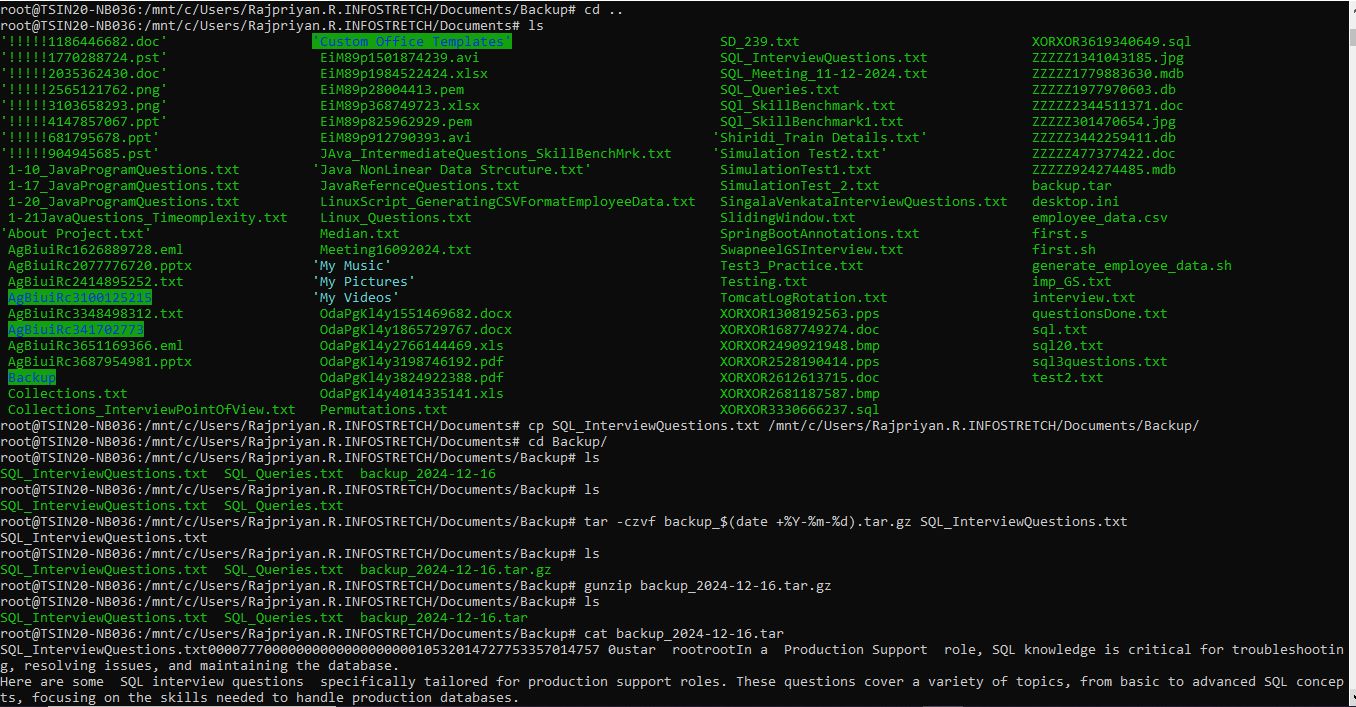 root@TSIN20-NB036:/mnt/c/Users/Rajpriyan.R.INFOSTRETCH/Documents/Backup# cd ..
root@TSIN20-NB036:/mnt/c/Users/Rajpriyan.R.INFOSTRETCH/Documents# ls
'!!!!!1186446682.doc' 'Custom Office Templates' SD_239.txt XORXOR3619340649.sql
'!!!!!1770288724.pst' EiM89p1501874239.avi SQL_InterviewQuestions.txt ZZZZZ1341043185.jpg
'!!!!!2035362430.doc' EiM89p1984522424.xlsx SQL_Meeting_11-12-2024.txt ZZZZZ1779883630.mdb
'!!!!!2565121762.png' EiM89p28004413.pem SQL_Queries.txt ZZZZZ1977970603.db
'!!!!!3103658293.png' EiM89p368749723.xlsx SQl_SkillBenchmark.txt ZZZZZ2344511371.doc
'!!!!!4147857067.ppt' EiM89p825962929.pem SQl_SkillBenchmark1.txt ZZZZZ301470654.jpg
'!!!!!681795678.ppt' EiM89p912790393.avi 'Shiridi_Train Details.txt' ZZZZZ3442259411.db
'!!!!!904945685.pst' JAva_IntermediateQuestions_SkillBenchMrk.txt 'Simulation Test2.txt' ZZZZZ477377422.doc
1-10_JavaProgramQuestions.txt 'Java NonLinear Data Strcuture.txt' SimulationTest1.txt ZZZZZ924274485.mdb
1-17_JavaProgramQuestions.txt JavaRefernceQuestions.txt SimulationTest_2.txt backup.tar
1-20_JavaProgramQuestions.txt LinuxScript_GeneratingCSVFormatEmployeeData.txt SingalaVenkataInterviewQuestions.txt desktop.ini
1-21JavaQuestions_Timeomplexity.txt Linux_Questions.txt SlidingWindow.txt employee_data.csv
'About Project.txt' Median.txt SpringBootAnnotations.txt first.s
AgBiuiRc1626889728.eml Meeting16092024.txt SwapneelGSInterview.txt first.sh
AgBiuiRc2077776720.pptx 'My Music' Test3_Practice.txt generate_employee_data.sh
AgBiuiRc2414895252.txt 'My Pictures' Testing.txt imp_GS.txt
AgBiuiRc3100125215 'My Videos' TomcatLogRotation.txt interview.txt
AgBiuiRc3348498312.txt OdaPgKl4y1551469682.docx XORXOR1308192563.pps questionsDone.txt
AgBiuiRc341702773 OdaPgKl4y1865729767.docx XORXOR1687749274.doc sql.txt
AgBiuiRc3651169366.eml OdaPgKl4y2766144469.xls XORXOR2490921948.bmp sql20.txt
AgBiuiRc3687954981.pptx OdaPgKl4y3198746192.pdf XORXOR2528190414.pps sql3questions.txt
Backup OdaPgKl4y3824922388.pdf XORXOR2612613715.doc test2.txt
Collections.txt OdaPgKl4y4014335141.xls XORXOR2681187587.bmp
Collections_InterviewPointOfView.txt Permutations.txt XORXOR3330666237.sql
root@TSIN20-NB036:/mnt/c/Users/Rajpriyan.R.INFOSTRETCH/Documents# cp SQL_InterviewQuestions.txt /mnt/c/Users/Rajpriyan.R.INFOSTRETCH/Documents/Backup/
root@TSIN20-NB036:/mnt/c/Users/Rajpriyan.R.INFOSTRETCH/Documents# cd Backup/
root@TSIN20-NB036:/mnt/c/Users/Rajpriyan.R.INFOSTRETCH/Documents/Backup# ls
SQL_InterviewQuestions.txt SQL_Queries.txt backup_2024-12-16
root@TSIN20-NB036:/mnt/c/Users/Rajpriyan.R.INFOSTRETCH/Documents/Backup# ls
SQL_InterviewQuestions.txt SQL_Queries.txt
root@TSIN20-NB036:/mnt/c/Users/Rajpriyan.R.INFOSTRETCH/Documents/Backup# tar -czvf backup_$(date +%Y-%m-%d).tar.gz SQL_InterviewQuestions.txt
SQL_InterviewQuestions.txt
root@TSIN20-NB036:/mnt/c/Users/Rajpriyan.R.INFOSTRETCH/Documents/Backup# ls
SQL_InterviewQuestions.txt SQL_Queries.txt backup_2024-12-16.tar.gz
root@TSIN20-NB036:/mnt/c/Users/Rajpriyan.R.INFOSTRETCH/Documents/Backup# gunzip backup_2024-12-16.tar.gz
root@TSIN20-NB036:/mnt/c/Users/Rajpriyan.R.INFOSTRETCH/Documents/Backup# ls
SQL_InterviewQuestions.txt SQL_Queries.txt backup_2024-12-16.tar
root@TSIN20-NB036:/mnt/c/Users/Rajpriyan.R.INFOSTRETCH/Documents/Backup# cat backup_2024-12-16.tar
SQL_InterviewQuestions.txt0000777000000000000000000010532014727753357014757 0ustar rootrootIn a Production Support role, SQL knowledge is critical for troubleshootin
g, resolving issues, and maintaining the database.
Here are some SQL interview questions specifically tailored for production support roles. These questions cover a variety of topics, from basic to advanced SQL concep
ts, focusing on the skills needed to handle production databases.